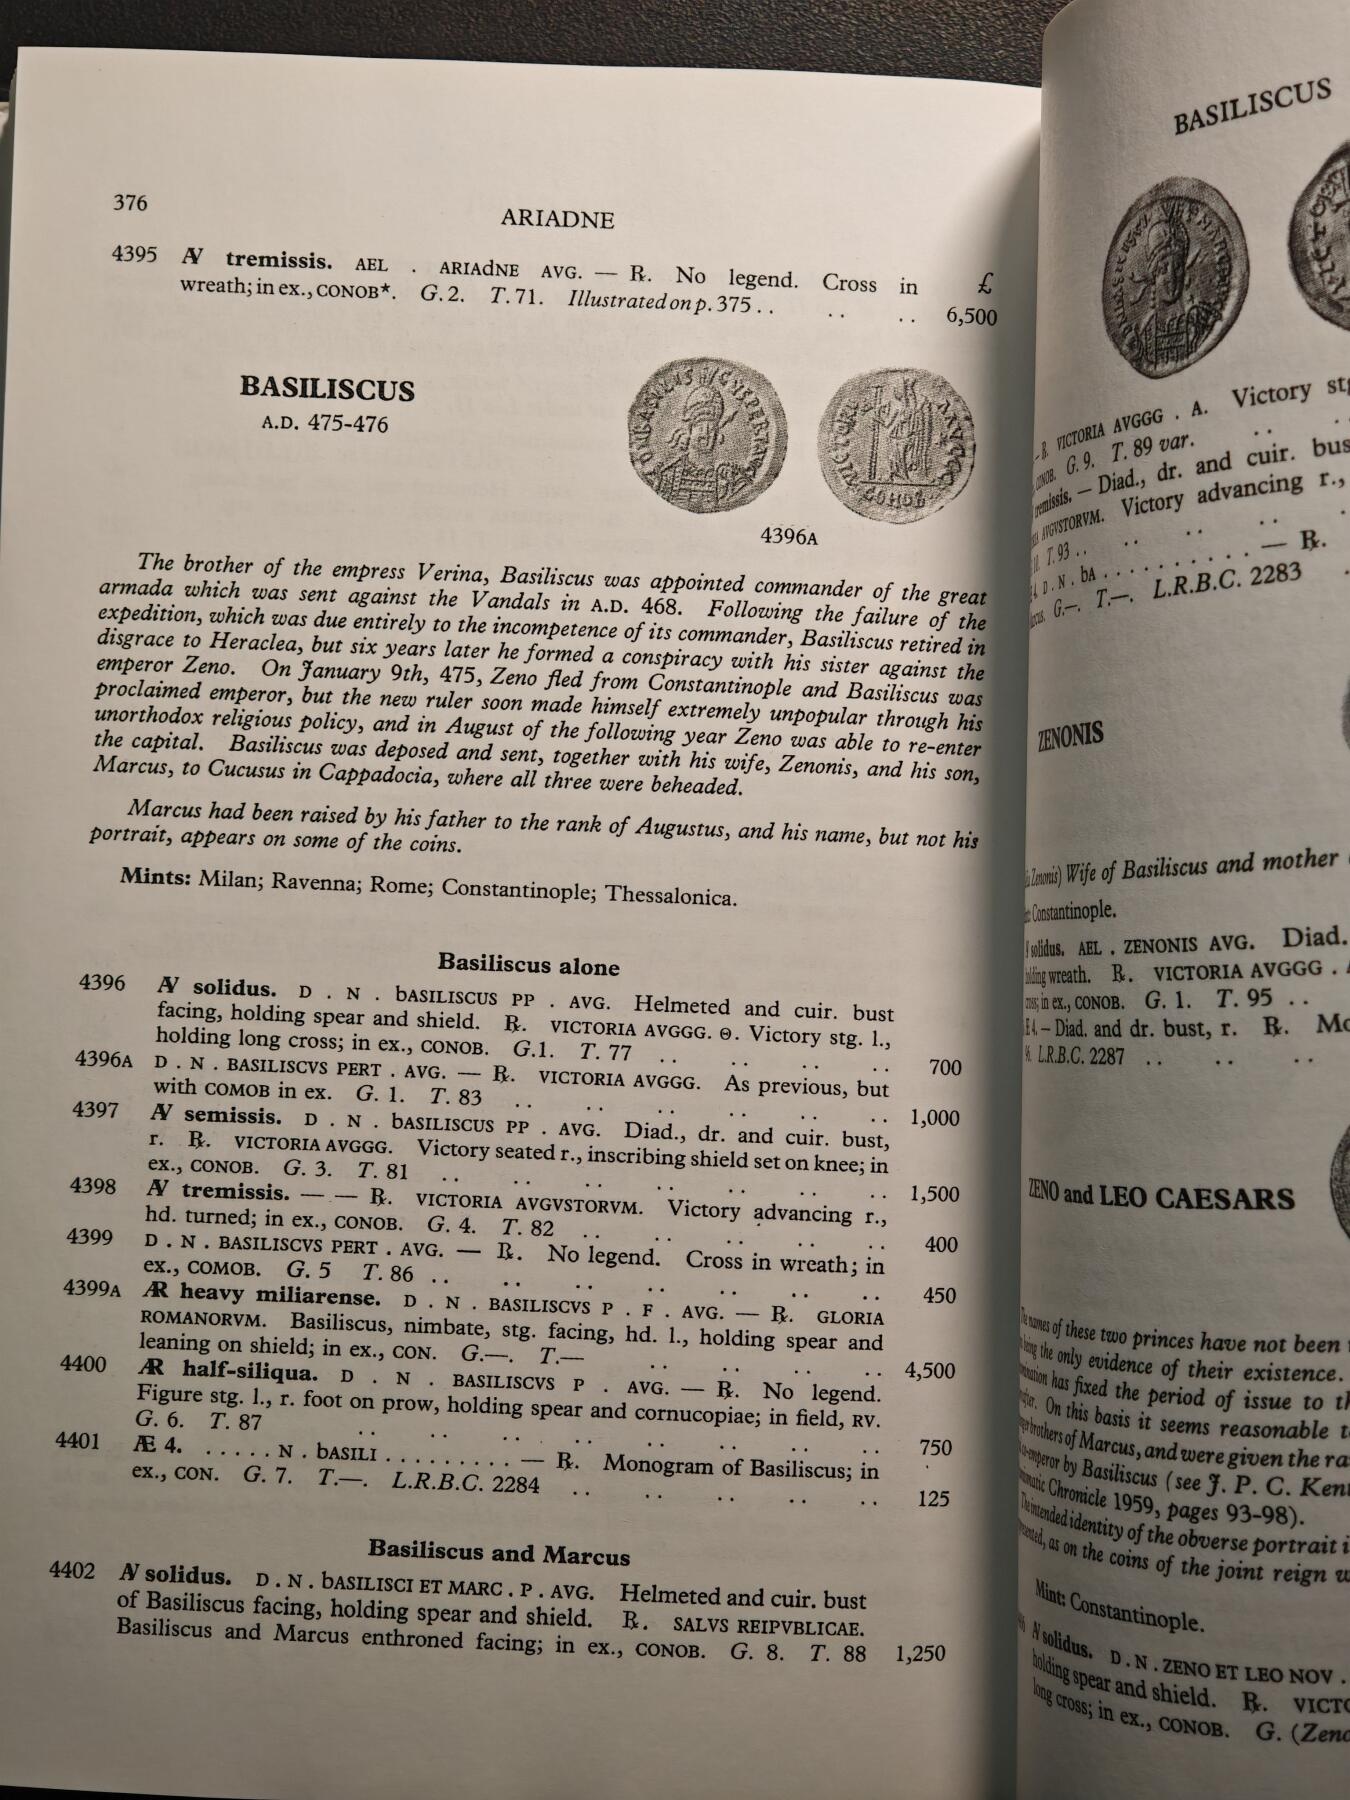 376
ARIADNE
4395 A/ tremissis. AEL . ARIAdNE AVG. — ℞. No legend. Cross in £
wreath; in ex., CONOB*. G. 2. T. 71. Illustrated on p. 375 .. .. .. 6,500
BASILISCUS
A.D. 475-476
4396A
The brother of the empress Verina, Basiliscus was appointed commander of the great
armada which was sent against the Vandals in A.D. 468. Following the failure of the
expedition, which was due entirely to the incompetence of its commander, Basiliscus retired in
disgrace to Heraclea, but six years later he formed a conspiracy with his sister against the
emperor Zeno. On January 9th, 475, Zeno fled from Constantinople and Basiliscus was
proclaimed emperor, but the new ruler soon made himself extremely unpopular through his
unorthodox religious policy, and in August of the following year Zeno was able to re-enter
the capital. Basiliscus was deposed and sent, together with his wife, Zenonis, and his son,
Marcus, to Cucusus in Cappadocia, where all three were beheaded.
Marcus had been raised by his father to the rank of Augustus, and his name, but not his
portrait, appears on some of the coins.
Mints: Milan; Ravenna; Rome; Constantinople; Thessalonica.
Basiliscus alone
4396 A/ solidus. D . N . bASILISCUS PP . AVG. Helmeted and cuir. bust
facing, holding spear and shield. ℞. VICTORIA AVGGG. Θ. Victory stg. l.,
holding long cross; in ex., CONOB. G.1. T. 77 .. .. .. 700
4396A D . N . BASILISCVS PERT . AVG. — ℞. VICTORIA AVGGG. As previous, but
with COMOB in ex. G. 1. T. 83 .. .. .. .. .. .. 1,000
4397 A/ semissis. D . N . bASILISCUS PP . AVG. Diad., dr. and cuir. bust,
r. ℞. VICTORIA AVGGG. Victory seated r., inscribing shield set on knee; in
ex., CONOB. G. 3. T. 81 .. .. .. .. .. .. 1,500
4398 A/ tremissis. — — ℞. VICTORIA AVGVSTORVM. Victory advancing r.,
hd. turned; in ex., CONOB. G. 4. T. 82 .. .. .. .. .. 400
4399 D . N . BASILISCVS PERT . AVG. — ℞. No legend. Cross in wreath; in
ex., COMOB. G. 5 T. 86 .. .. .. .. .. .. 450
4399A AR heavy miliarense. D . N . BASILISCVS P . F . AVG. — ℞. GLORIA
ROMANORVM. Basiliscus, nimbate, stg. facing, hd. l., holding spear and
leaning on shield; in ex., CON. G.—. T.— .. .. .. .. 4,500
4400 AR half-siliqua. D . N . BASILISCVS P . AVG. — ℞. No legend.
Figure stg. l., r. foot on prow, holding spear and cornucopiae; in field, RV.
G. 6. T. 87 .. .. .. .. .. .. .. .. 750
4401 Æ 4. . . . . . N . bASILI . . . . . . . . . — ℞. Monogram of Basiliscus; in
ex., CON. G. 7. T.—. L.R.B.C. 2284 .. .. .. .. .. 125
Basiliscus and Marcus
4402 A/ solidus. D . N . bASILISCI ET MARC . P . AVG. Helmeted and cuir. bust
of Basiliscus facing, holding spear and shield. ℞. SALVS REIPVBLICAE.
Basiliscus and Marcus enthroned facing; in ex., CONOB. G. 8. T. 88 1,250
BASILISCUS
℞. VICTORIA AVGGG . A. Victory
CONOB. G. 9. T. 89 var. .. ..
tremissis. — Diad., dr. and cuir. bus
AVGVSTORVM. Victory advancing r.,
T. 93 .. .. .. .. ..
D . N . bA . . . . . . . . . — ℞.
G.—. T.—. L.R.B.C. 2283 ..
ZENONIS
Zenonis) Wife of Basiliscus and mother
Constantinople.
solidus. AEL . ZENONIS AVG. Diad.
holding wreath. ℞. VICTORIA AVGGG .
cross; in ex., CONOB. G. 1. T. 95 ..
Æ 4. – Diad. and dr. bust, r. ℞. Mo
L.R.B.C. 2287 .. .. ..
ZENO and LEO CAESARS
The names of these two princes have not been
being the only evidence of their existence.
has fixed the period of issue to
On this basis it seems reasonable
brothers of Marcus, and were given the
co-emperor by Basiliscus (see J. P. C. Ken
Chronicle 1959, pages 93-98).
The intended identity of the obverse portrait
as on the coins of the joint reign
Mint: Constantinople.
A/ solidus. D . N . ZENO ET LEO NOV .
holding spear and shield. ℞. VICTO
long cross; in ex., CONOB. G. (Zeno